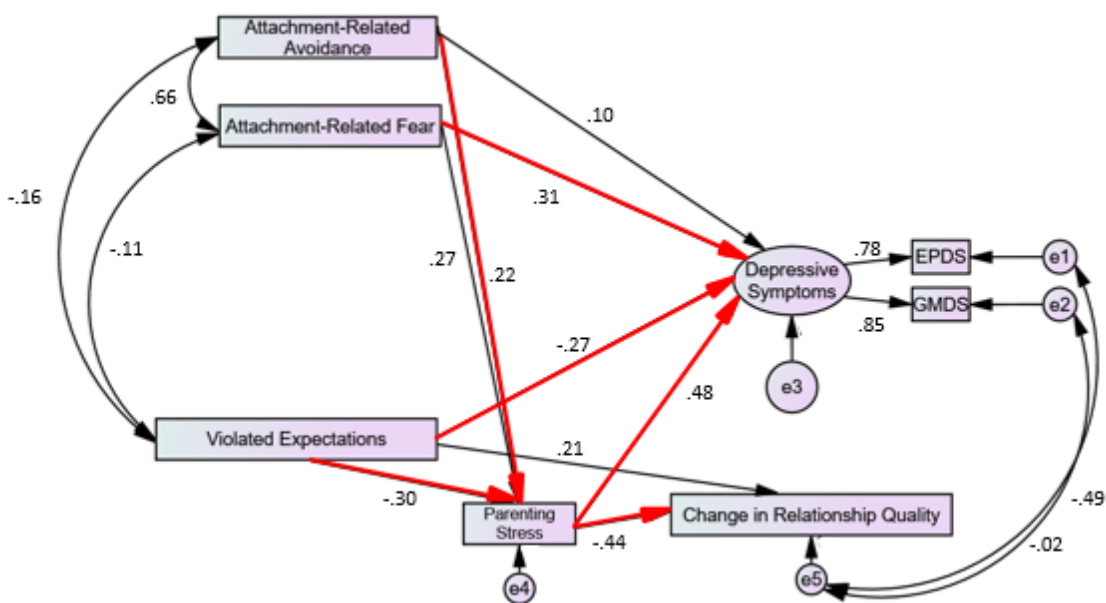 Attachment-Related
Avoidance
.66
Attachment-Related Fear
.10
-.16
-.11
.31
.27
.22
Depressive
Symptoms
.78
EPDS
e1
GMDS
e2
.85
-.27
e3
.48
Violated Expectations
.21
-.30
Parenting
Stress
-.44
Change in Relationship Quality
-.49
-.02
e4
e5